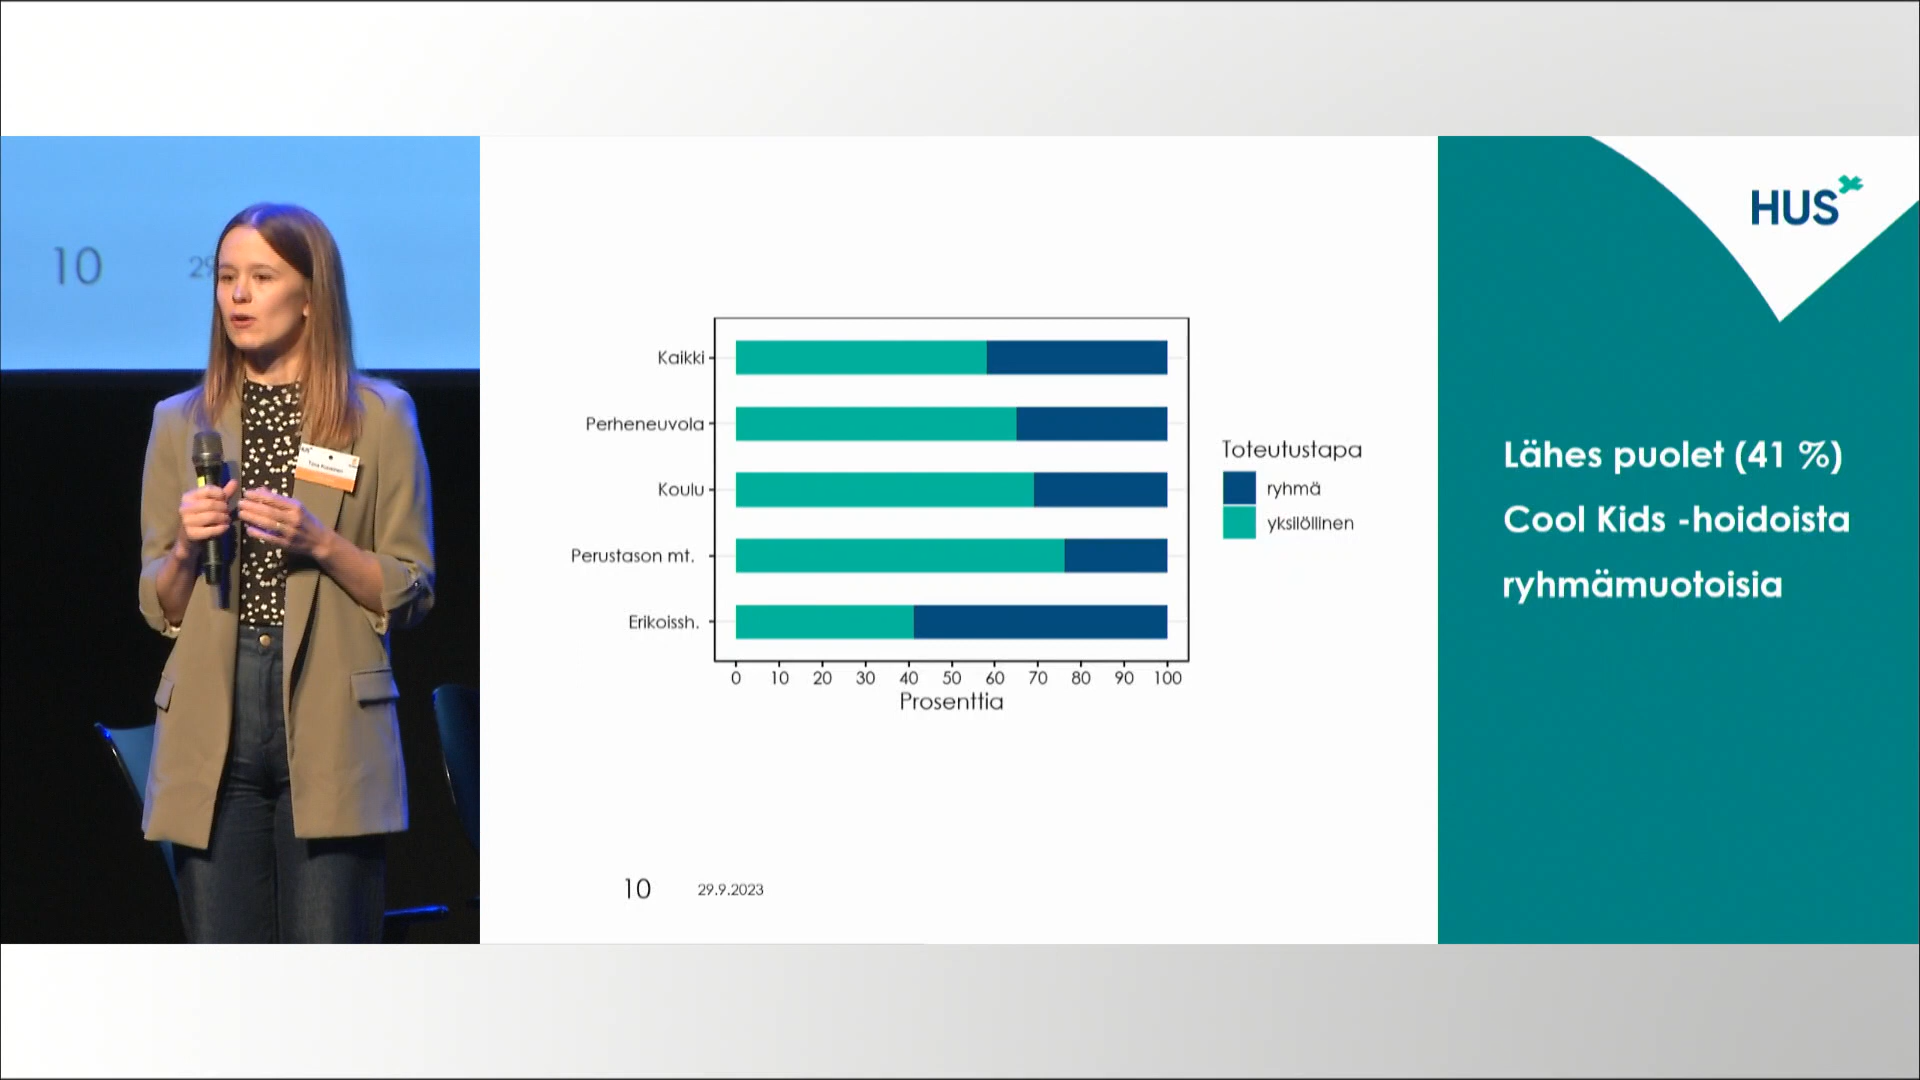 10
29
HUS
Kaikki
Perheneuvola
Koulu
Perustason mt.
Erikoissh.
0 10 20 30 40 50 60 70 80 90 100
Prosenttia
Toteutustapa
ryhmä
yksilöllinen
10 29.9.2023
Lähes puolet (41 %)
Cool Kids -hoidoista
ryhmämuotoisia